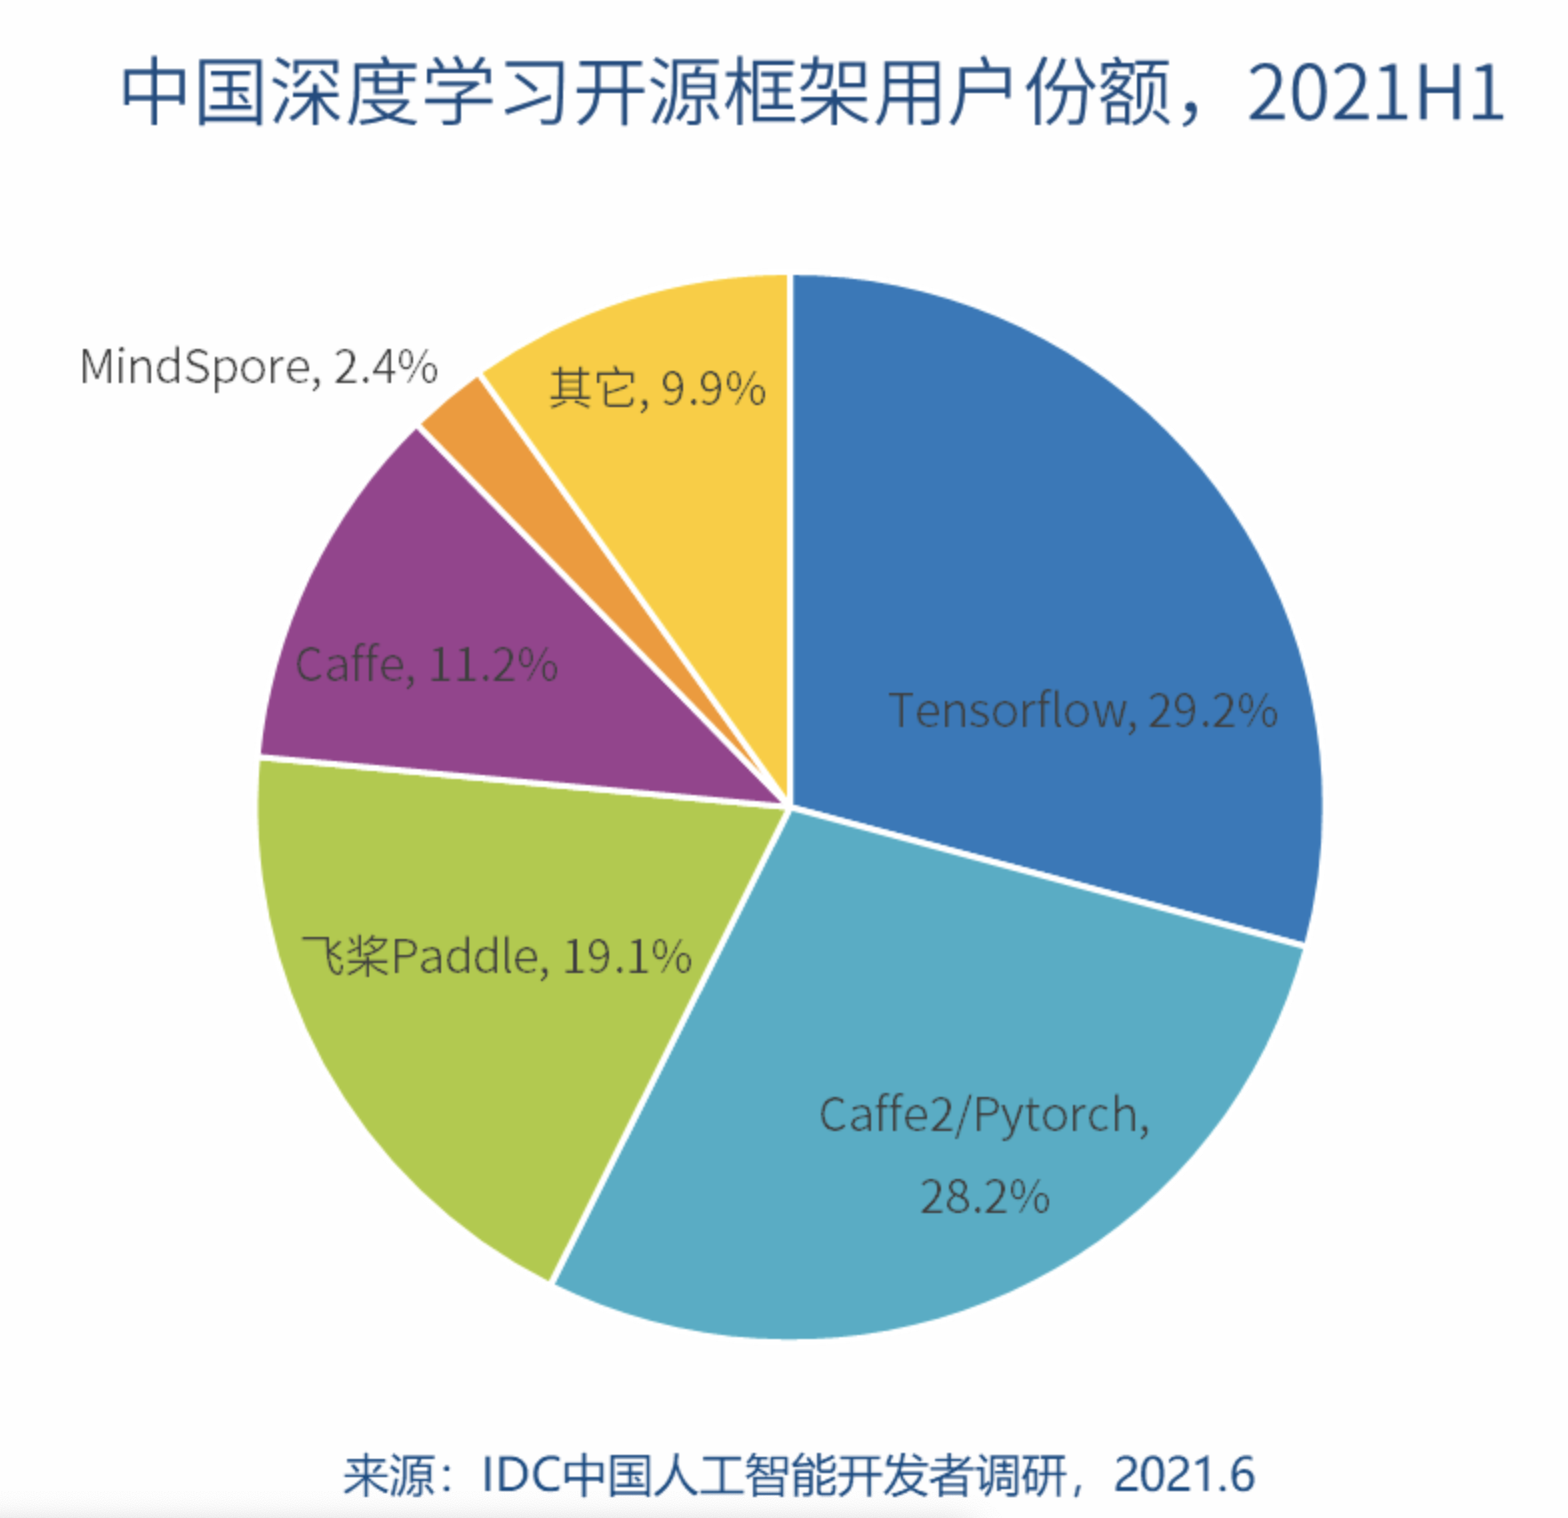 中国深度学习开源框架用户份额，2021H1
MindSpore, 2.4%
其它, 9.9%
Caffe, 11.2%
Tensorflow, 29.2%
飞桨Paddle, 19.1%
Caffe2/Pytorch,
28.2%
来源：IDC中国人工智能开发者调研，2021.6